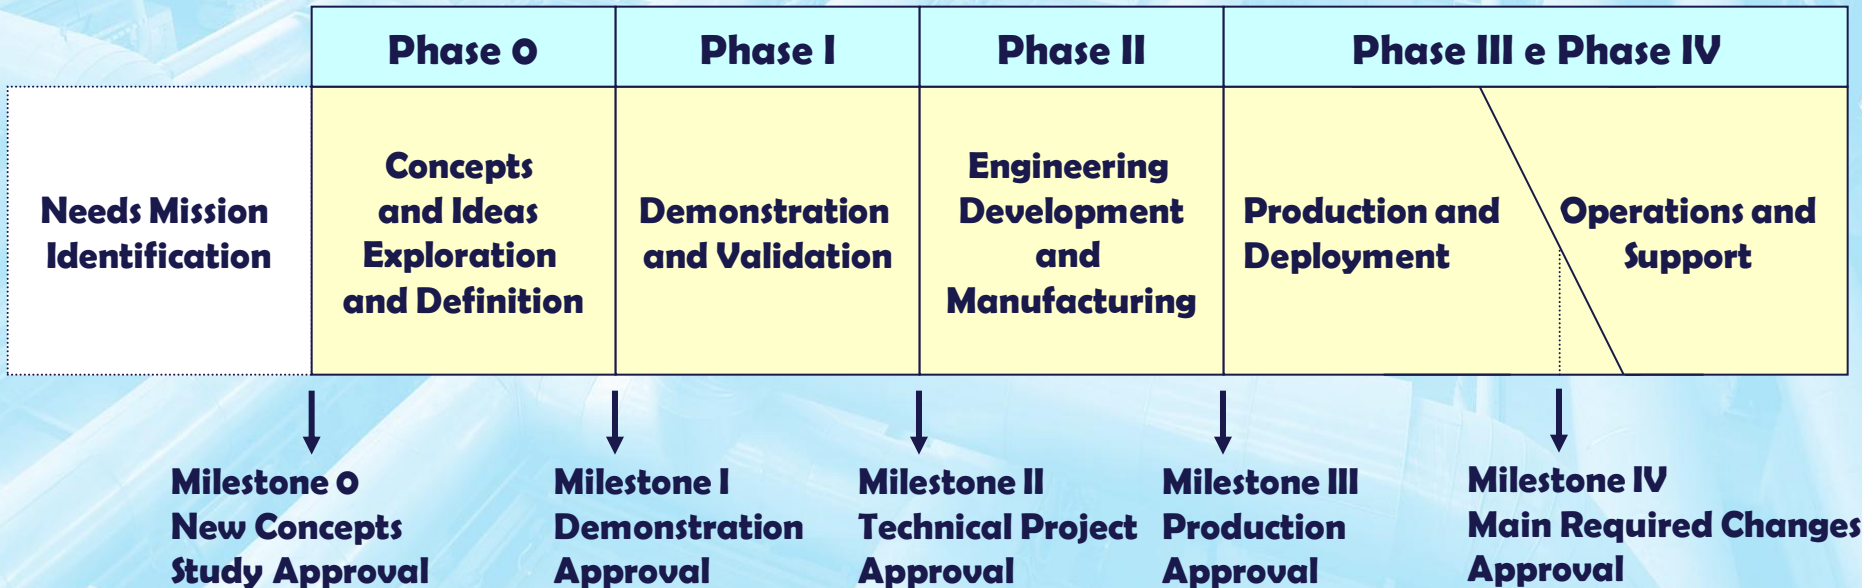 Phase 0
Phase I
Phase II
Phase III e Phase IV
Needs Mission
Identification
Concepts
and Ideas
Exploration
and Definition
Demonstration
and Validation
Engineering
Development
and
Manufacturing
Production and
Deployment
Operations and
Support
Milestone 0
New Concepts
Study Approval
Milestone I
Demonstration
Approval
Milestone II
Technical Project
Approval
Milestone III
Production
Approval
Milestone IV
Main Required Changes
Approval